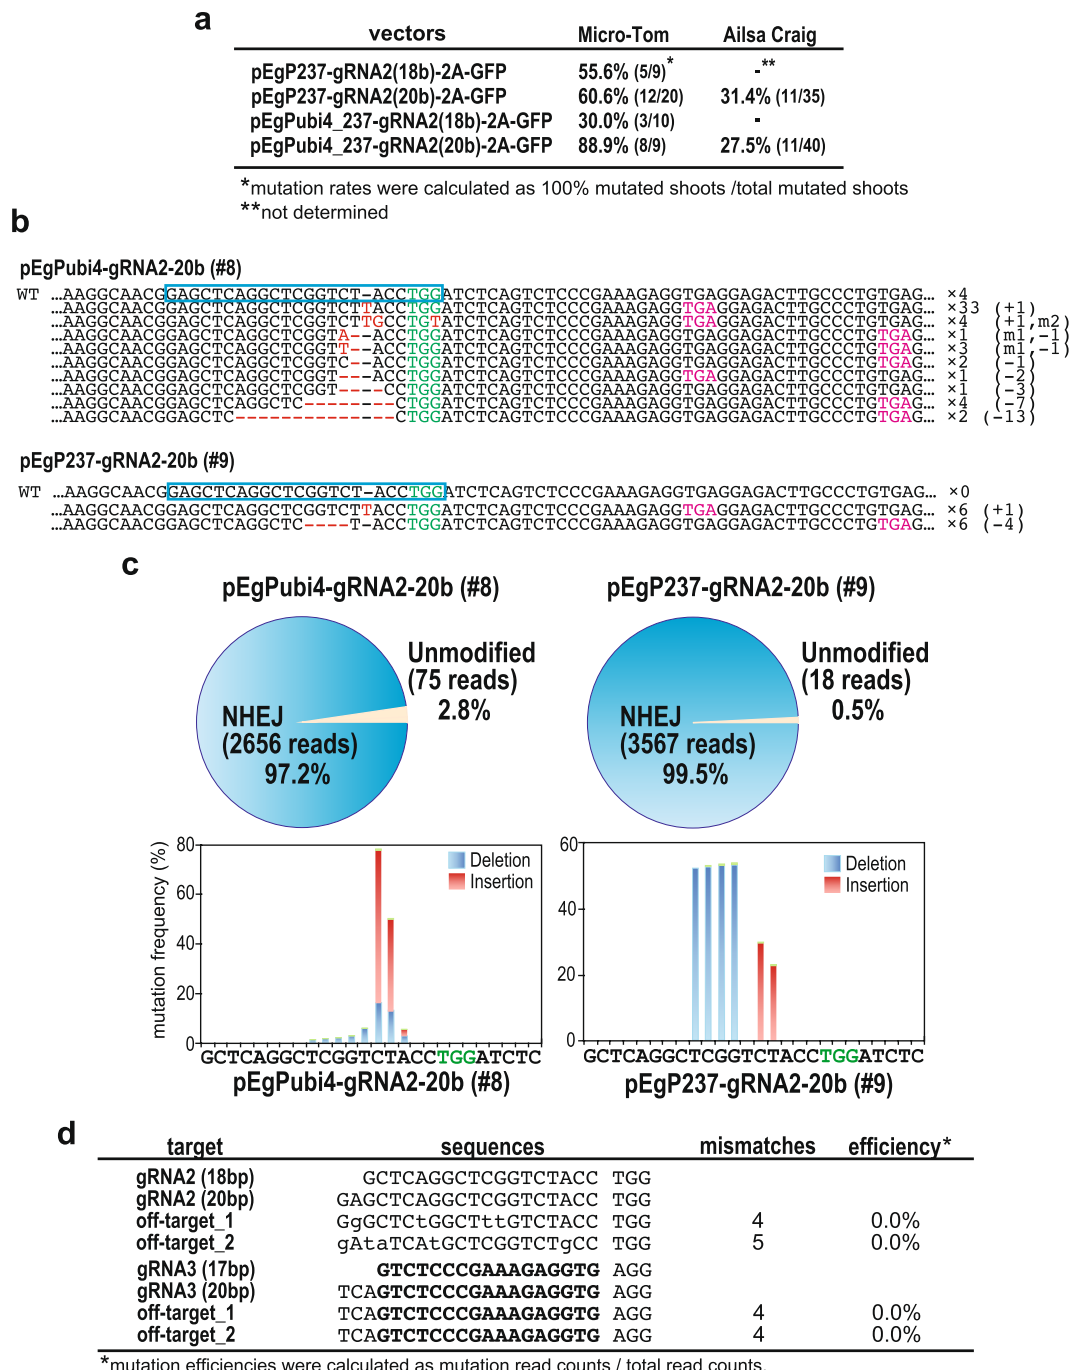 a
vectors Micro-Tom Ailsa Craig
pEgP237-gRNA2(18b)-2A-GFP 55.6% (5/9)* -**
pEgP237-gRNA2(20b)-2A-GFP 60.6% (12/20) 31.4% (11/35)
pEgPubi4_237-gRNA2(18b)-2A-GFP 30.0% (3/10) -
pEgPubi4_237-gRNA2(20b)-2A-GFP 88.9% (8/9) 27.5% (11/40)
*mutation rates were calculated as 100% mutated shoots /total mutated shoots
**not determined
b
pEgPubi4-gRNA2-20b (#8)
WT …AAGGCAACGGAGCTCAGGCTCGGTCT-ACCTGGATCTCAGTCTCCCGAAAGAGGTGAGGAGACTTGCCCTGTGAG… ×4
…AAGGCAACGGAGCTCAGGCTCGGTCTTACCTGGATCTCAGTCTCCCGAAAGAGGTGAGGAGACTTGCCCTGTGAG… ×33 (+1)
…AAGGCAACGGAGCTCAGGCTCGGTCTTGCCTGTATCTCAGTCTCCCGAAAGAGGTGAGGAGACTTGCCCTGTGAG… ×4 (+1,m2)
…AAGGCAACGGAGCTCAGGCTCGGTA--ACCTGGATCTCAGTCTCCCGAAAGAGGTGAGGAGACTTGCCCTGTGAG… ×1 (m1,-1)
…AAGGCAACGGAGCTCAGGCTCGGTT--ACCTGGATCTCAGTCTCCCGAAAGAGGTGAGGAGACTTGCCCTGTGAG… ×3 (m1,-1)
…AAGGCAACGGAGCTCAGGCTCGGTC--ACCTGGATCTCAGTCTCCCGAAAGAGGTGAGGAGACTTGCCCTGTGAG… ×2 (-1)
…AAGGCAACGGAGCTCAGGCTCGGT---ACCTGGATCTCAGTCTCCCGAAAGAGGTGAGGAGACTTGCCCTGTGAG… ×1 (-2)
…AAGGCAACGGAGCTCAGGCTCGGT----CCTGGATCTCAGTCTCCCGAAAGAGGTGAGGAGACTTGCCCTGTGAG… ×1 (-3)
…AAGGCAACGGAGCTCAGGCTC-------CTGGATCTCAGTCTCCCGAAAGAGGTGAGGAGACTTGCCCTGTGAG… ×4 (-7)
…AAGGCAACGGAGCTC-------------CTGGATCTCAGTCTCCCGAAAGAGGTGAGGAGACTTGCCCTGTGAG… ×2 (-13)
pEgP237-gRNA2-20b (#9)
WT …AAGGCAACGGAGCTCAGGCTCGGTCT-ACCTGGATCTCAGTCTCCCGAAAGAGGTGAGGAGACTTGCCCTGTGAG… ×0
…AAGGCAACGGAGCTCAGGCTCGGTCTTACCTGGATCTCAGTCTCCCGAAAGAGGTGAGGAGACTTGCCCTGTGAG… ×6 (+1)
…AAGGCAACGGAGCTCAGGCTC----T-ACCTGGATCTCAGTCTCCCGAAAGAGGTGAGGAGACTTGCCCTGTGAG… ×6 (-4)
c
pEgPubi4-gRNA2-20b (#8) pEgP237-gRNA2-20b (#9)
Unmodified
(75 reads)
2.8%
NHEJ
(2656 reads)
97.2%
Unmodified
(18 reads)
0.5%
NHEJ
(3567 reads)
99.5%
mutation frequency (%)
80
60
40
20
0
Deletion
Insertion
GCTCAGGCTCGGTCTACCTGGATCTC
pEgPubi4-gRNA2-20b (#8)
60
40
20
0
Deletion
Insertion
GCTCAGGCTCGGTCTACCTGGATCTC
pEgP237-gRNA2-20b (#9)
d
target sequences mismatches efficiency*
gRNA2 (18bp) GCTCAGGCTCGGTCTACC TGG
gRNA2 (20bp) GAGCTCAGGCTCGGTCTACC TGG
off-target_1 GgGCTCtGGCTttGTCTACC TGG 4 0.0%
off-target_2 gAtaTCAtGCTCGGTCTgCC TGG 5 0.0%
gRNA3 (17bp) GTCTCCCGAAAGAGGTG AGG
gRNA3 (20bp) TCAGTCTCCCGAAAGAGGTG AGG
off-target_1 TCAGTCTCCCGAAAGAGGTG AGG 4 0.0%
off-target_2 TCAGTCTCCCGAAAGAGGTG AGG 4 0.0%
*mutation efficiencies were calculated as mutation read counts / total read counts.